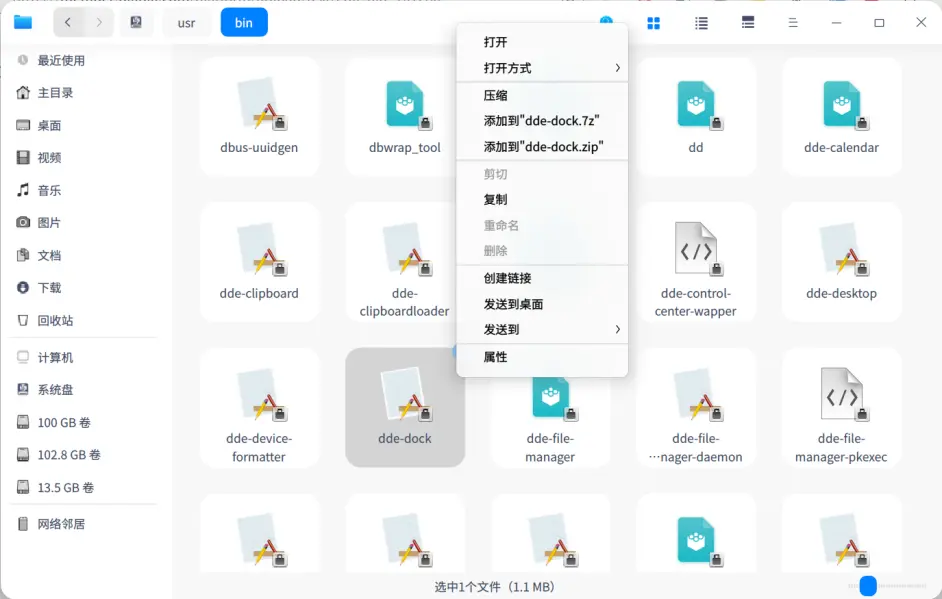 usr
bin
最近使用
主目录
桌面
视频
音乐
图片
文档
下载
回收站
计算机
系统盘
100 GB 卷
102.8 GB 卷
13.5 GB 卷
网络邻居
dbus-uuidgen
dbwrap_tool
dd
dde-calendar
dde-clipboard
dde-
clipboardloader
dde-control-
center-wapper
dde-desktop
dde-device-
formatter
dde-dock
dde-file-
manager
dde-file-
…nager-daemon
dde-file-
manager-pkexec
打开
打开方式
压缩
添加到"dde-dock.7z"
添加到"dde-dock.zip"
剪切
复制
重命名
删除
创建链接
发送到桌面
发送到
属性
选中1个文件（1.1 MB）